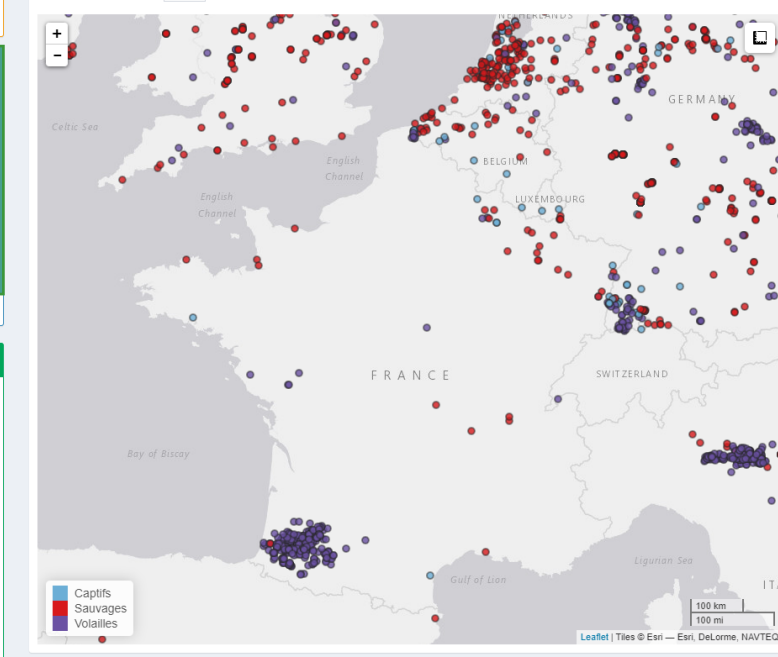 +
−
NETHERLANDS
GERMANY
Celtic Sea
English
Channel
BELGIUM
English
Channel
LUXEMBOURG
FRANCE
SWITZERLAND
Bay of Biscay
Ligurian Sea
Gulf of Lion
ITA
Captifs
Sauvages
Volailles
100 km
100 mi
Leaflet | Tiles © Esri — Esri, DeLorme, NAVTEQ